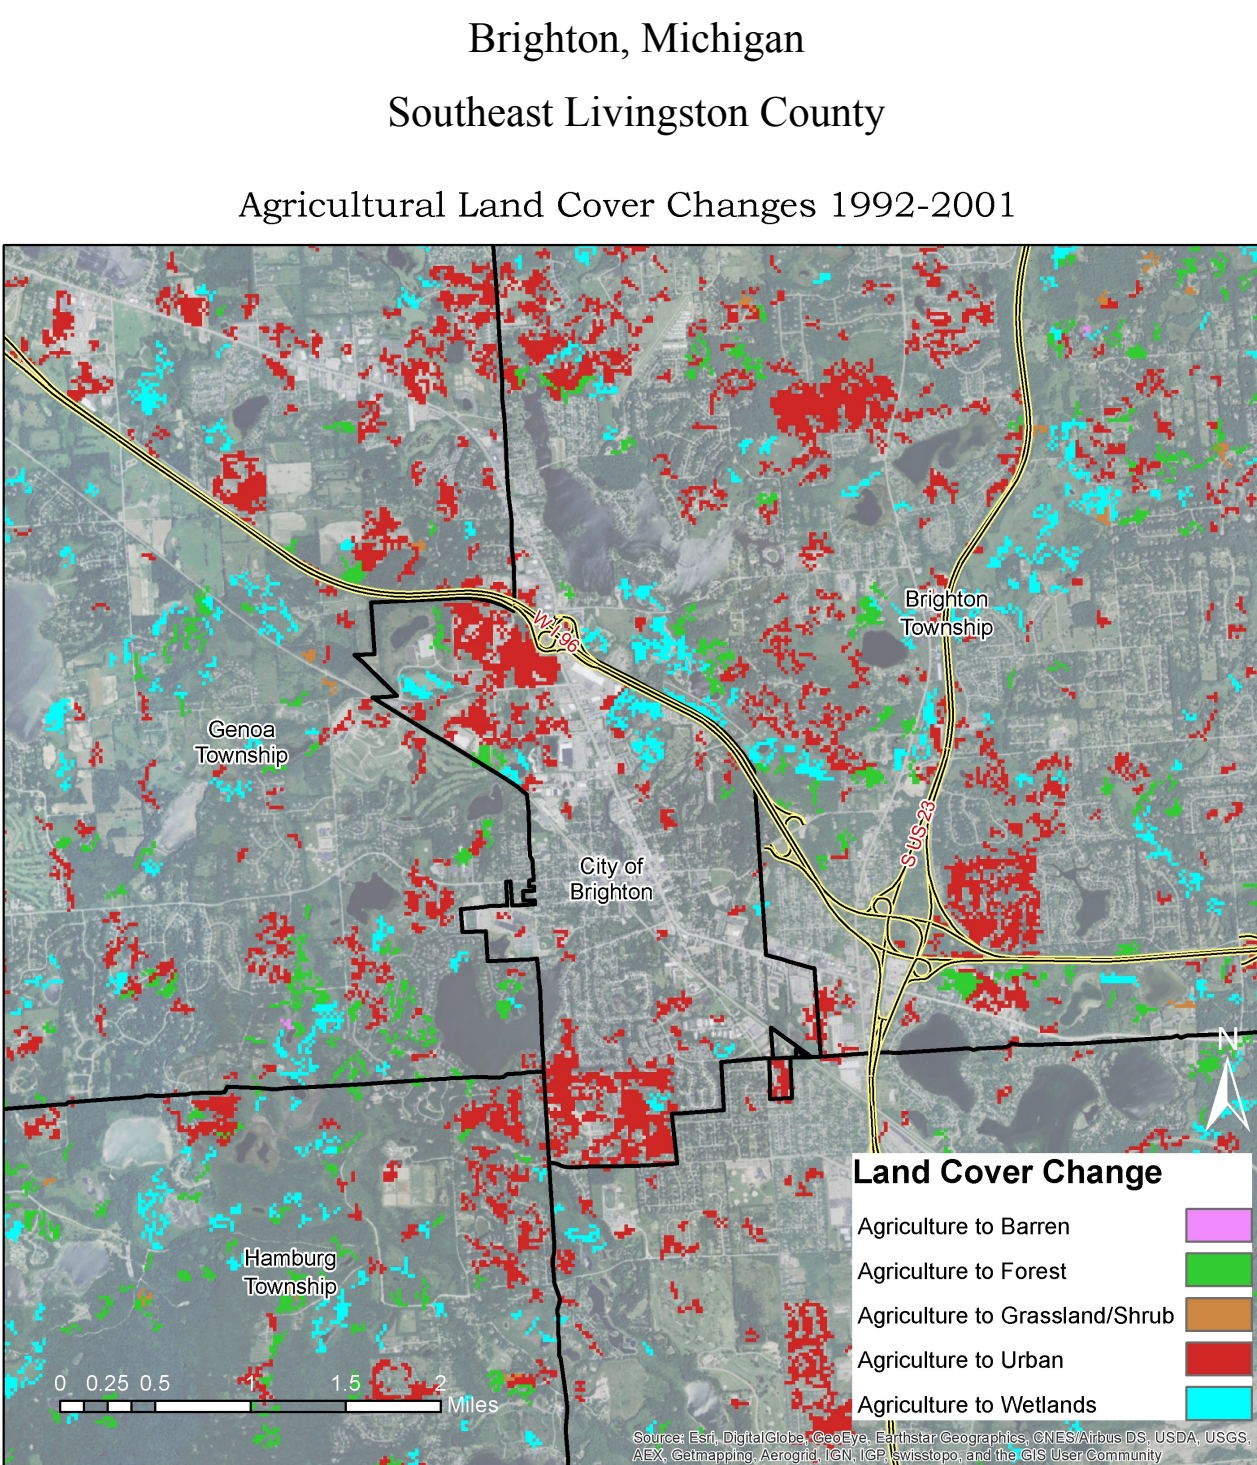 Brighton, Michigan
Southeast Livingston County
Agricultural Land Cover Changes 1992-2001
W-I-96
Brighton
Township
Genoa
Township
S-US-23
City of
Brighton
N
Hamburg
Township
Land Cover Change
Agriculture to Barren
Agriculture to Forest
Agriculture to Grassland/Shrub
Agriculture to Urban
Agriculture to Wetlands
0 0.25 0.5 1 1.5 2
Miles
Source: Esri, DigitalGlobe, GeoEye, Earthstar Geographics, CNES/Airbus DS, USDA, USGS,
AEX, Getmapping, Aerogrid, IGN, IGP, swisstopo, and the GIS User Community